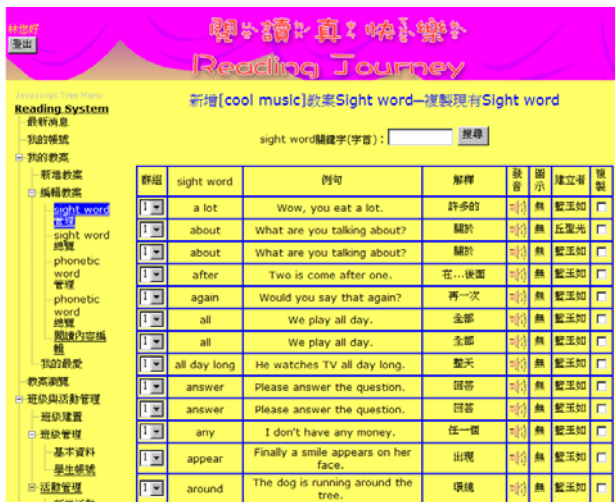 林您好
登出
閱讀真快樂
Reading Journey
Javascript Tree Menu
Reading System
最新消息
我的帳號
我的教案
新增教案
編輯教案
sight word
管理
sight word
總覽
phonetic
word
管理
phonetic
word
總覽
閱讀內容編
輯
我的最愛
教案瀏覽
班級與活動管理
班級建置
班級管理
基本資料
學生帳號
活動管理
新增[cool music]教案Sight word—複製現有Sight word
sight word關鍵字(字首)： 搜尋
群組 sight word 例句 解釋 發音 圖示 建立者 複製
1 a lot Wow, you eat a lot. 許多的 無 藍玉如
1 about What are you talking about? 關於 無 丘聖光
1 about What are you talking about? 關於 無 藍玉如
1 after Two is come after one. 在...後面 無 藍玉如
1 again Would you say that again? 再一次 無 藍玉如
1 all We play all day. 全部 無 藍玉如
1 all We play all day. 全部 無 藍玉如
1 all day long He watches TV all day long. 整天 無 藍玉如
1 answer Please answer the question. 回答 無 藍玉如
1 answer Please answer the question. 回答 無 藍玉如
1 any I don't have any money. 任一個 無 藍玉如
1 appear Finally a smile appears on her face. 出現 無 藍玉如
1 around The dog is running around the tree. 環繞 無 藍玉如